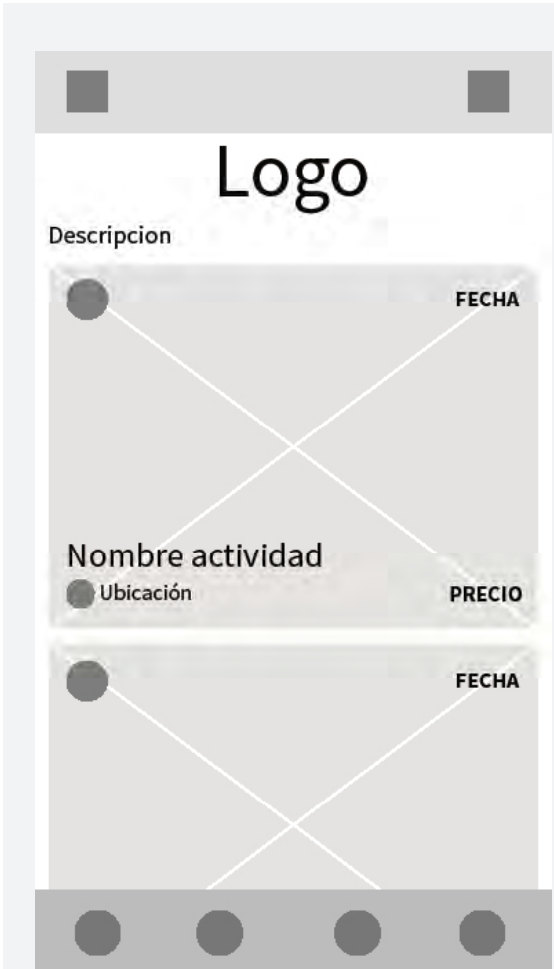 Logo
Descripcion
FECHA
Nombre actividad
Ubicación
PRECIO
FECHA